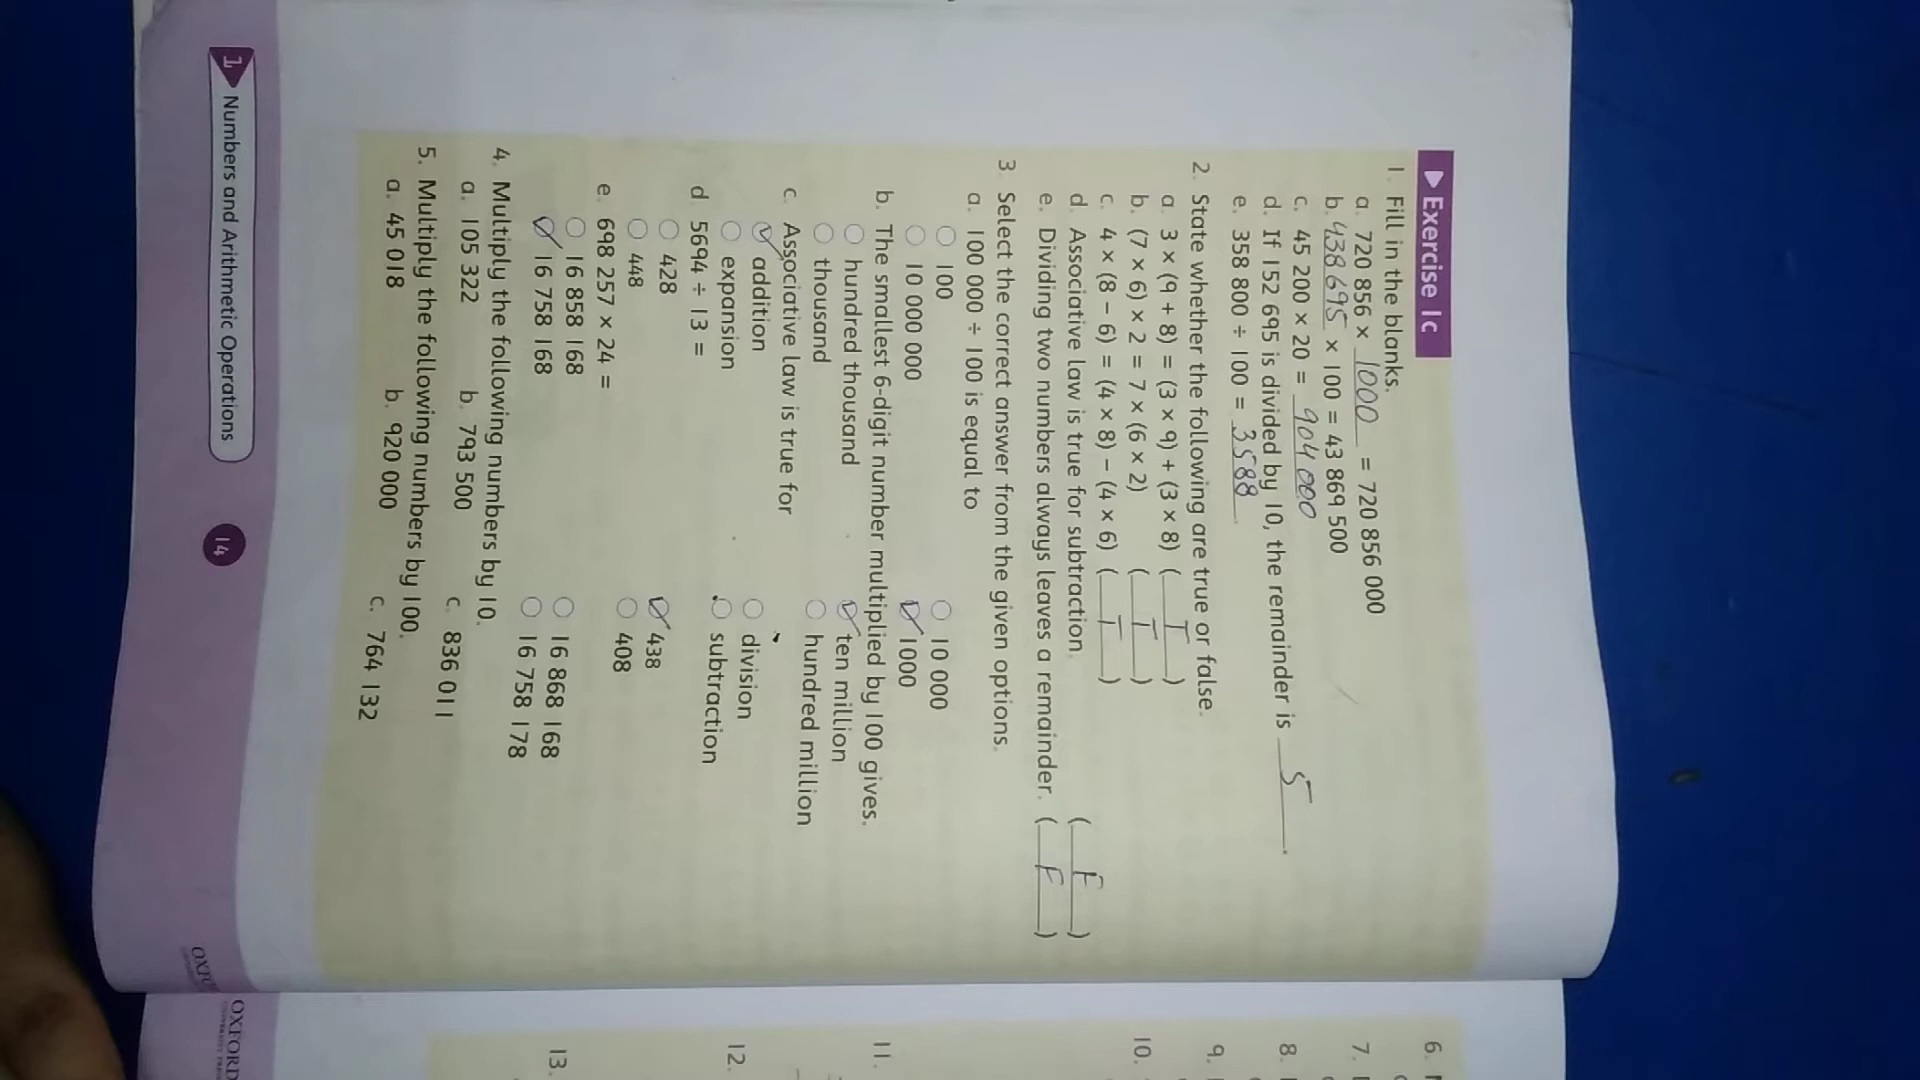 Exercise 1c
1. Fill in the blanks.
a. 720 856 × 1000 = 720 856 000
b. 438 695 × 100 = 43 869 500
c. 45 200 × 20 = 904 000
d. If 152 695 is divided by 10, the remainder is 5.
e. 358 800 ÷ 100 = 3588
2. State whether the following are true or false.
a. 3 × (9 + 8) = (3 × 9) + (3 × 8) ( T )
b. (7 × 6) × 2 = 7 × (6 × 2) ( T )
c. 4 × (8 – 6) = (4 × 8) – (4 × 6) ( T )
d. Associative law is true for subtraction. ( F )
e. Dividing two numbers always leaves a remainder. ( F )
3. Select the correct answer from the given options.
a. 100 000 ÷ 100 is equal to
100 10 000
10 000 000 1000
b. The smallest 6-digit number multiplied by 100 gives.
hundred thousand ten million
thousand hundred million
c. Associative law is true for
addition division
expansion subtraction
d. 5694 ÷ 13 =
428 438
448 408
e. 698 257 × 24 =
16 858 168 16 868 168
16 758 168 16 758 178
4. Multiply the following numbers by 10.
a. 105 322 b. 793 500 c. 836 011
5. Multiply the following numbers by 100.
a. 45 018 b. 920 000 c. 764 132
1 Numbers and Arithmetic Operations 14
6.
7.
8.
9.
10.
11.
12.
13.
OXFORD